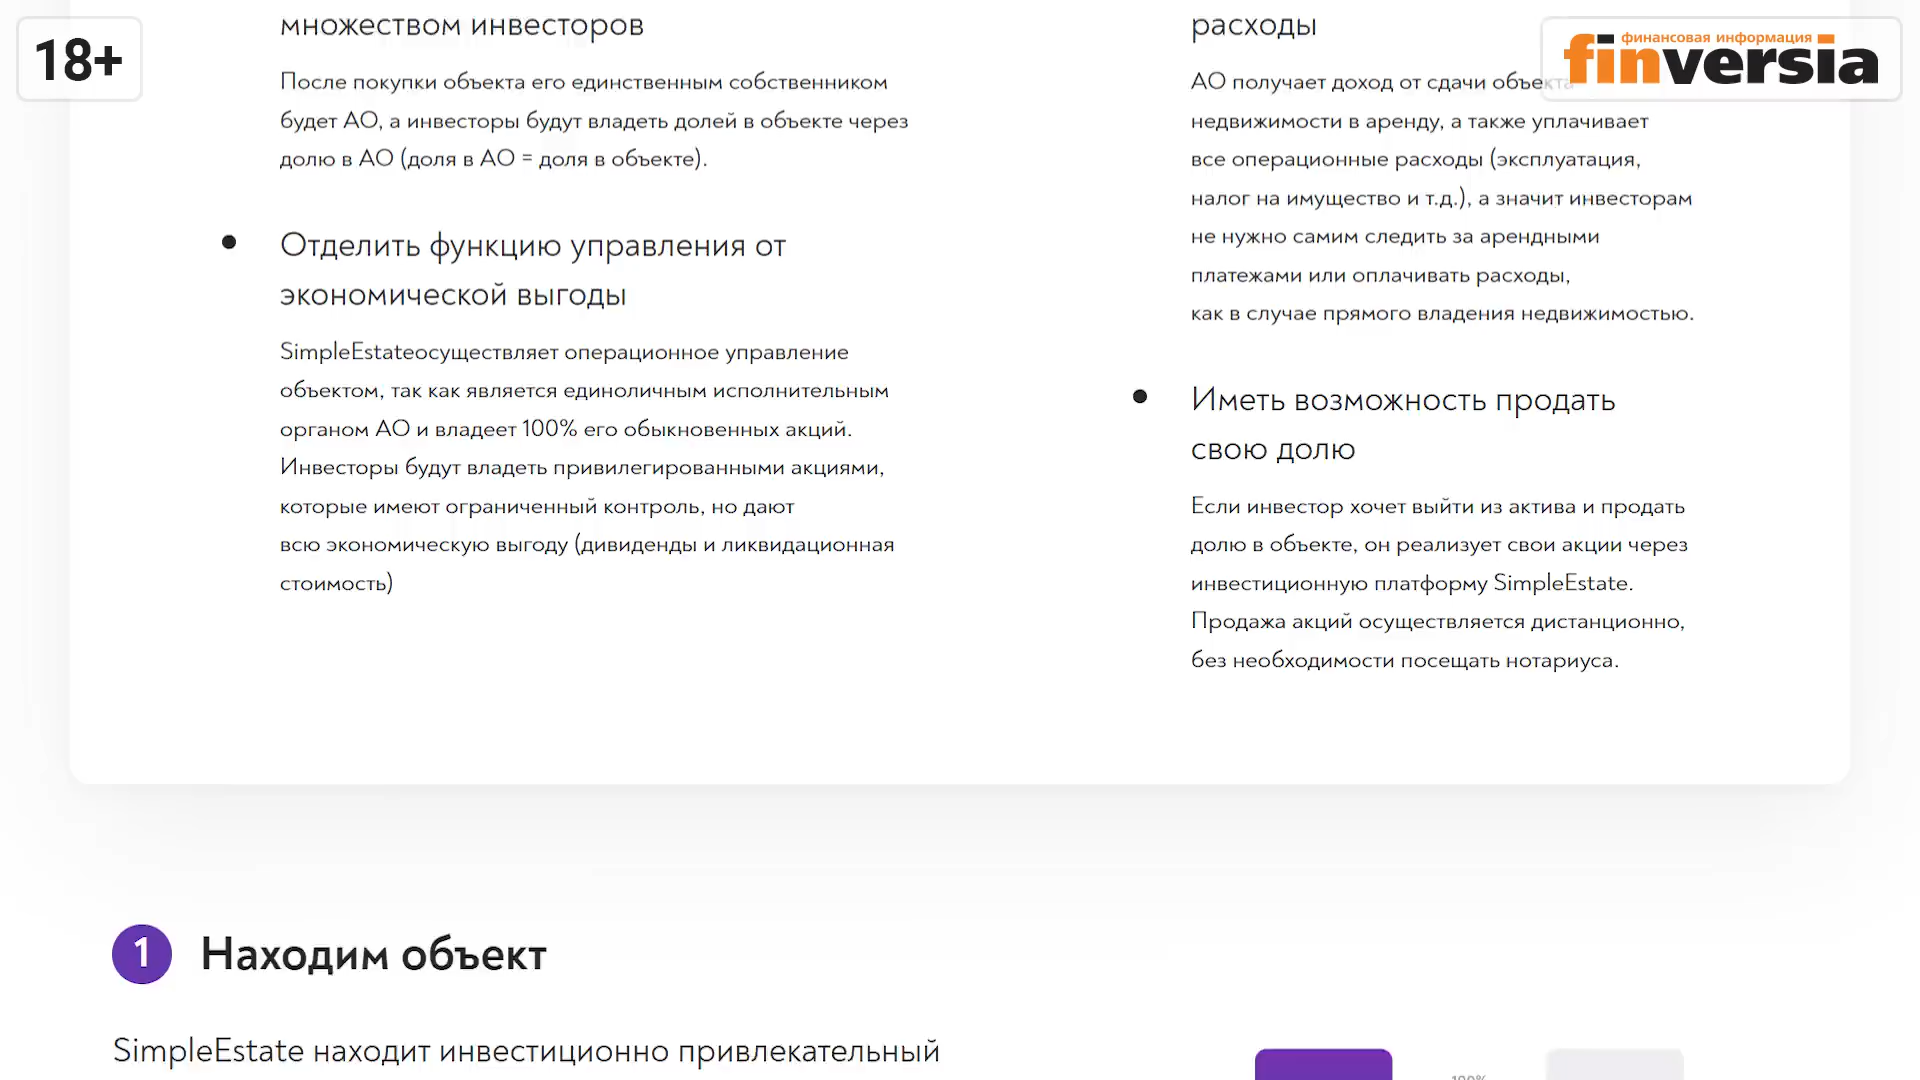 18+
финансовая информация
finversia
множеством инвесторов
После покупки объекта его единственным собственником
будет АО, а инвесторы будут владеть долей в объекте через
долю в АО (доля в АО = доля в объекте).
Отделить функцию управления от
экономической выгоды
SimpleEstateосуществляет операционное управление
объектом, так как является единоличным исполнительным
органом АО и владеет 100% его обыкновенных акций.
Инвесторы будут владеть привилегированными акциями,
которые имеют ограниченный контроль, но дают
всю экономическую выгоду (дивиденды и ликвидационная
стоимость)
расходы
АО получает доход от сдачи объекта
недвижимости в аренду, а также уплачивает
все операционные расходы (эксплуатация,
налог на имущество и т.д.), а значит инвесторам
не нужно самим следить за арендными
платежами или оплачивать расходы,
как в случае прямого владения недвижимостью.
Иметь возможность продать
свою долю
Если инвестор хочет выйти из актива и продать
долю в объекте, он реализует свои акции через
инвестиционную платформу SimpleEstate.
Продажа акций осуществляется дистанционно,
без необходимости посещать нотариуса.
1 Находим объект
SimpleEstate находит инвестиционно привлекательный
100%